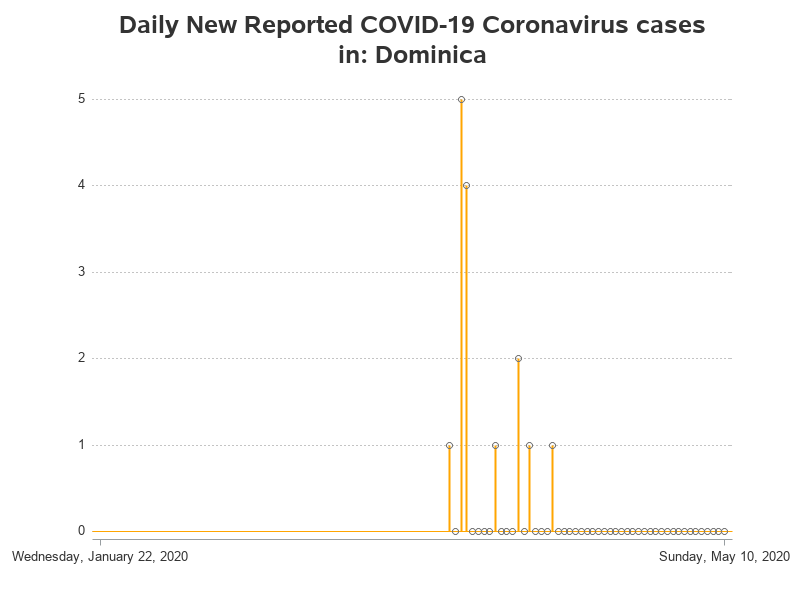 Daily New Reported COVID-19 Coronavirus cases
in: Dominica
5
4
3
2
1
0
Wednesday, January 22, 2020
Sunday, May 10, 2020